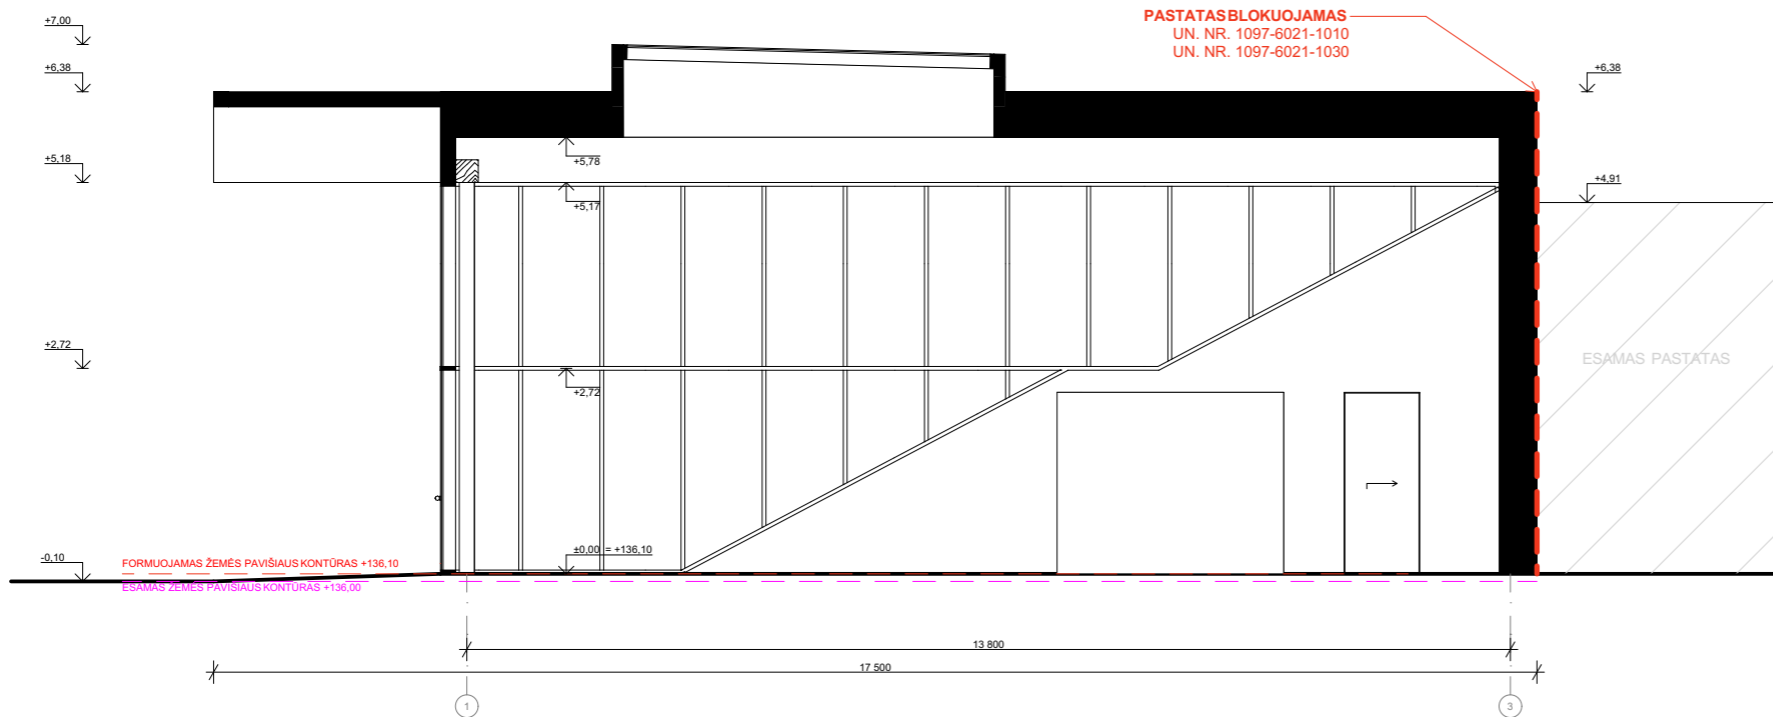 +7,00
PASTATAS BLOKUOJAMAS
UN. NR. 1097-6021-1010
UN. NR. 1097-6021-1030
+6,38
+6,38
+5,18
+5,78
+4,91
+5,17
+2,72
+2,72
ESAMAS PASTATAS
-0,10
±0,00 = +136,10
FORMUOJAMAS ŽEMĖS PAVIŠIAUS KONTŪRAS +136,10
ESAMAS ŽEMĖS PAVIŠIAUS KONTŪRAS +136,00
13 800
17 500
1
3